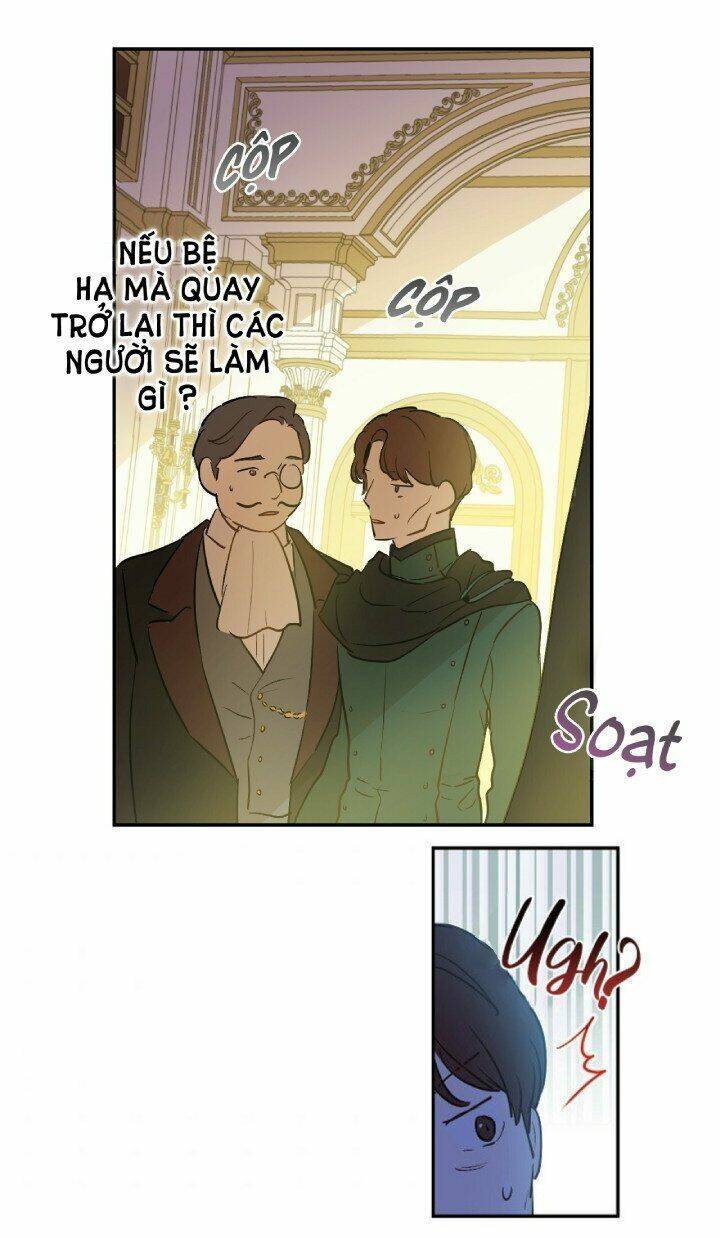 CỘP
NẾU BỆ
HẠ MÀ QUAY
TRỞ LẠI THÌ CÁC
NGƯỜI SẼ LÀM
GÌ ?
CỘP
Soạt
Ugh?